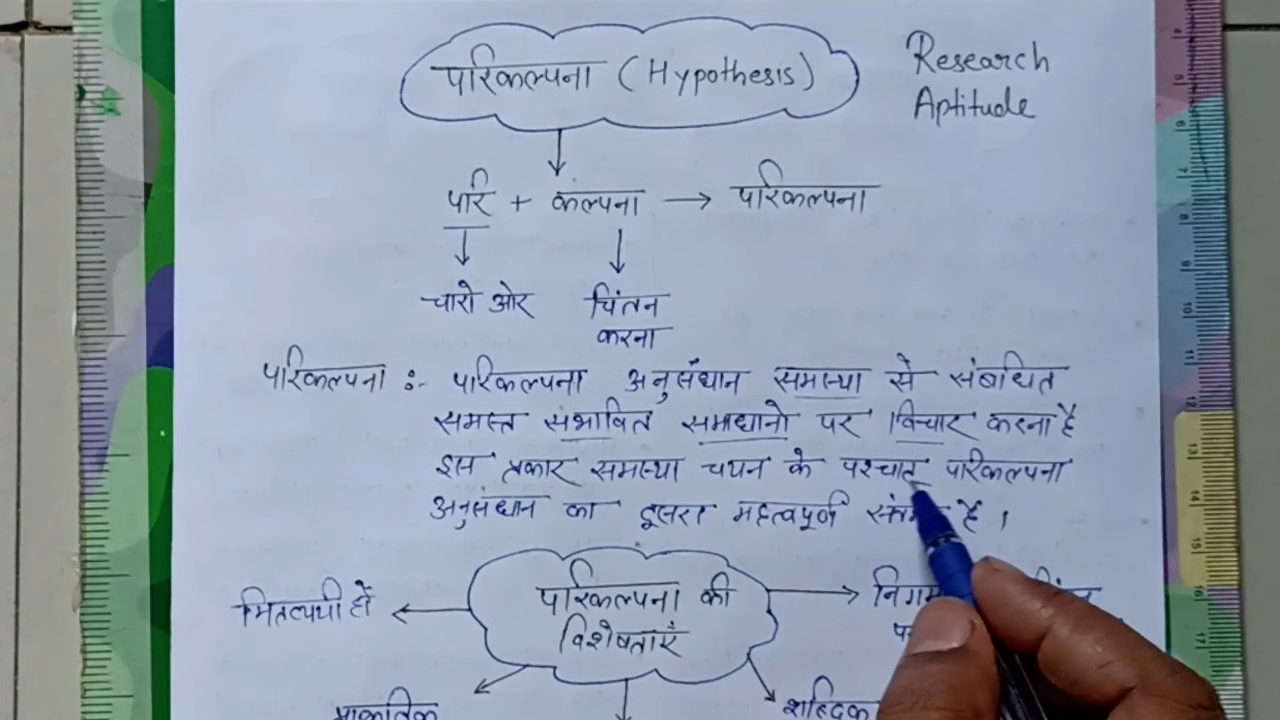 परिकल्पना (Hypothesis)
Research
Aptitude
परि + कल्पना → परिकल्पना
चारो ओर चिंतन
करना
परिकल्पना :- परिकल्पना अनुसंधान समस्या से संबंधित
समस्त संभावित समाधानो पर विचार करना है
इस प्रकार समस्या चयन के पश्चात परिकल्पना
अनुसंधान का दूसरा महत्वपूर्ण है ।
मितव्ययी हों
परिकल्पना की
विशेषताएँ